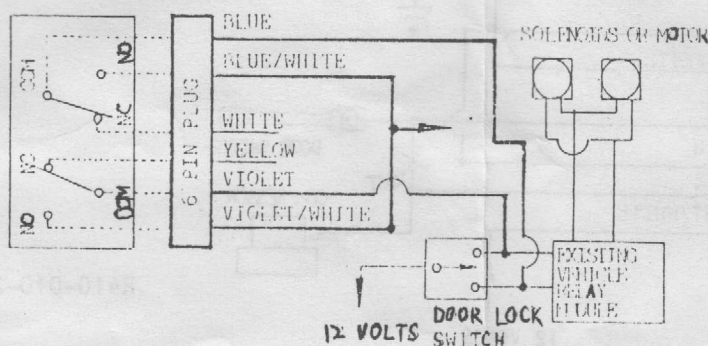 BLUE
NO
BLUE/WHITE
COM
NC
WHITE
6 PIN PLUG
YELLOW
NC
VIOLET
COM
VIOLET/WHITE
NO
SOLENOIDS OR MOTOR
EXISTING
VEHICLE
RELAY
MODULE
12 VOLTS
DOOR LOCK
SWITCH